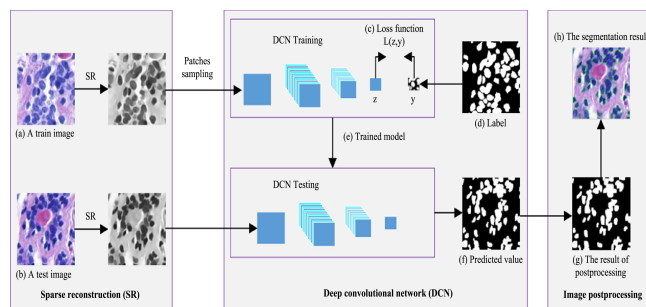 SR
(a) A train image
Patches
sampling
DCN Training
(c) Loss function
L(z,y)
z
y
(d) Label
(e) Trained model
(h) The segmentation result
SR
(b) A test image
DCN Testing
(f) Predicted value
(g) The result of
postprocessing
Sparse reconstruction (SR)
Deep convolutional network (DCN)
Image postprocessing